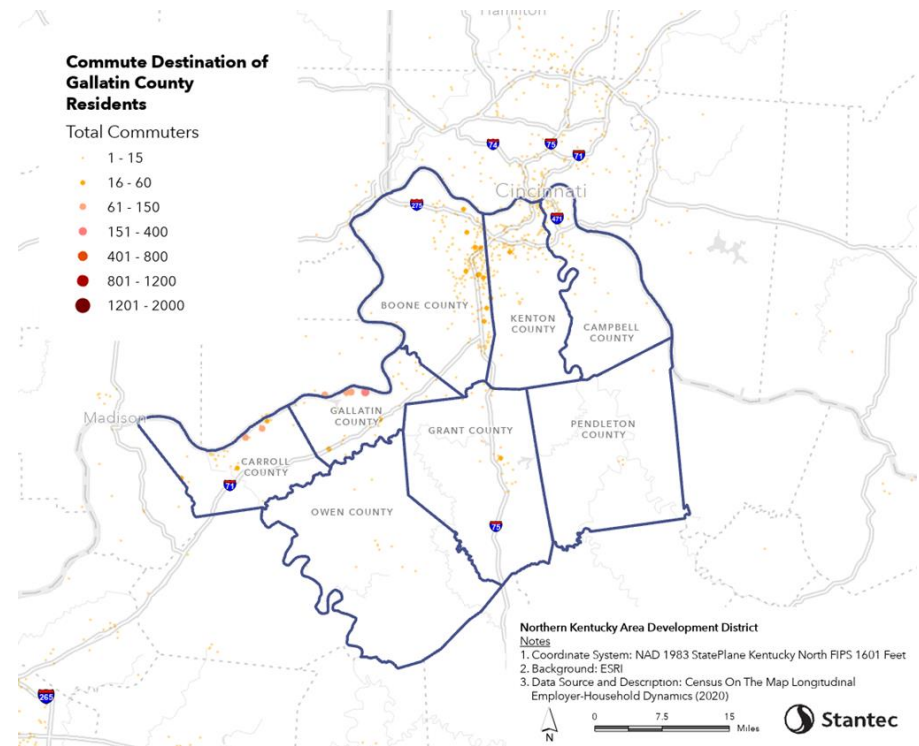 Hamilton
Commute Destination of
Gallatin County
Residents
Total Commuters
1 - 15
16 - 60
61 - 150
151 - 400
401 - 800
801 - 1200
1201 - 2000
74
75
71
Cincinnati
275
471
BOONE COUNTY
KENTON
COUNTY
CAMPBELL
COUNTY
Madison
GALLATIN
COUNTY
GRANT COUNTY
PENDLETON
COUNTY
CARROLL
COUNTY
71
OWEN COUNTY
75
265
Northern Kentucky Area Development District
Notes
1. Coordinate System: NAD 1983 StatePlane Kentucky North FIPS 1601 Feet
2. Background: ESRI
3. Data Source and Description: Census On The Map Longitudinal
Employer-Household Dynamics (2020)
N
0 7.5 15
Miles
Stantec